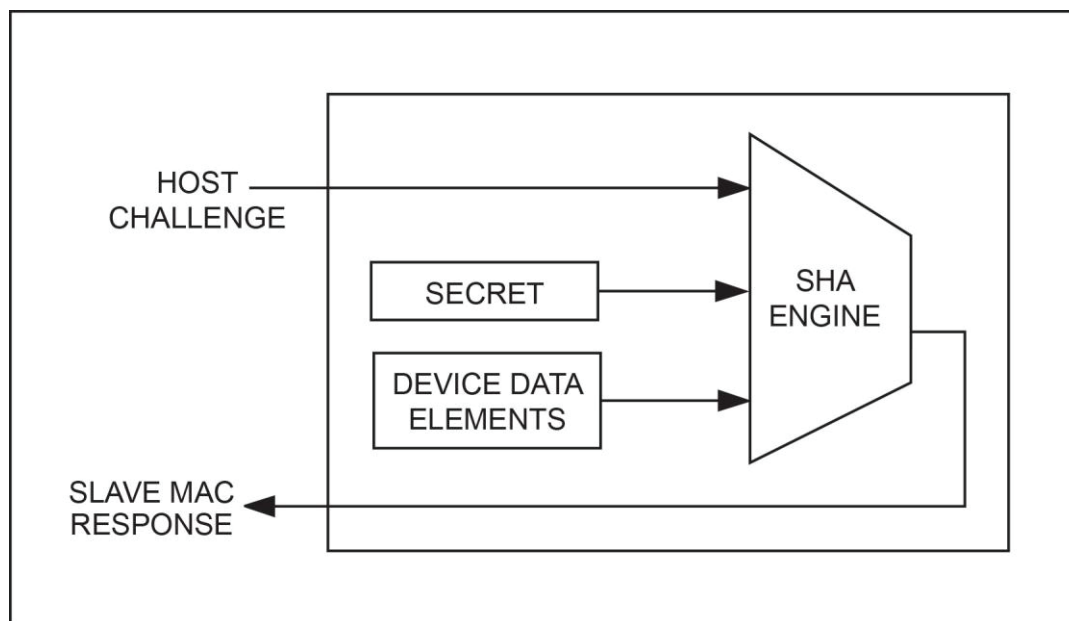 HOST
CHALLENGE
SECRET
SHA
ENGINE
DEVICE DATA
ELEMENTS
SLAVE MAC
RESPONSE